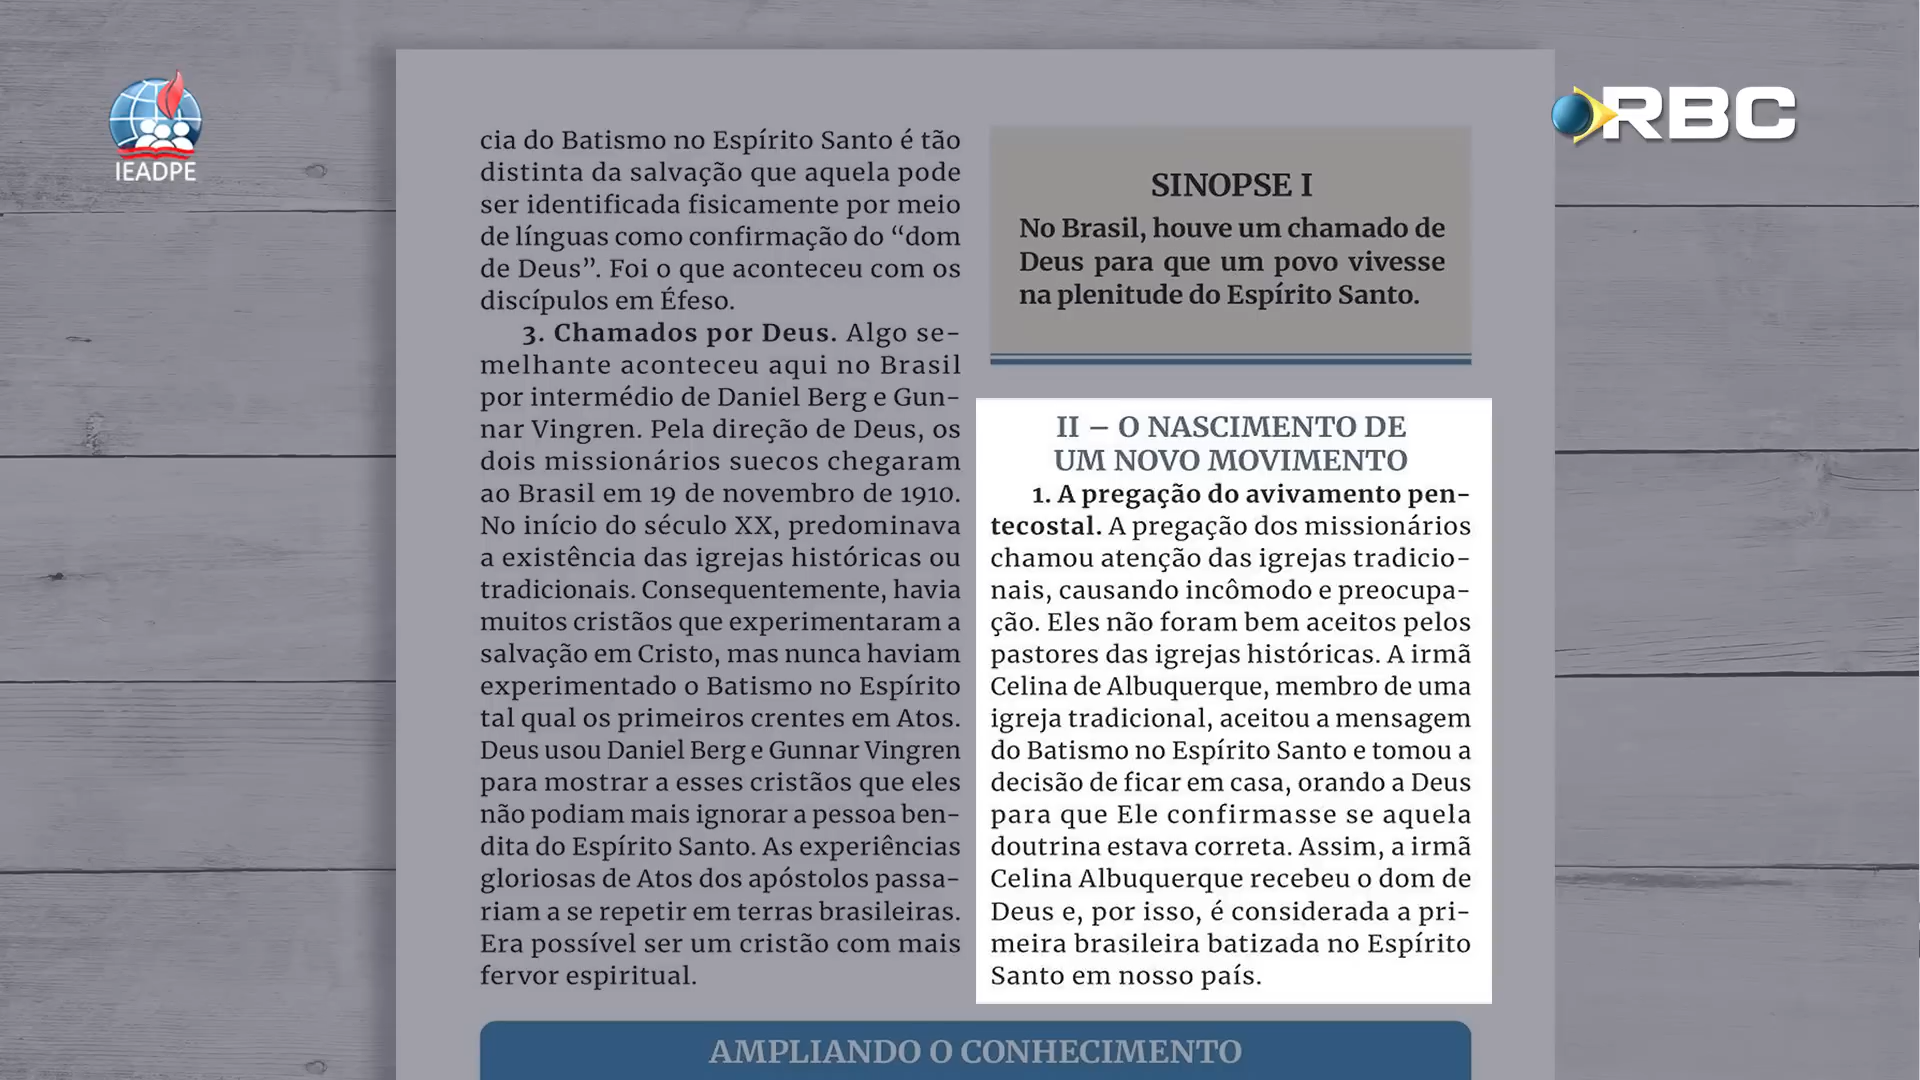 IEADPE
RBC
cia do Batismo no Espírito Santo é tão
distinta da salvação que aquela pode
ser identificada fisicamente por meio
de línguas como confirmação do “dom
de Deus”. Foi o que aconteceu com os
discípulos em Éfeso.
3. Chamados por Deus. Algo se-
melhante aconteceu aqui no Brasil
por intermédio de Daniel Berg e Gun-
nar Vingren. Pela direção de Deus, os
dois missionários suecos chegaram
ao Brasil em 19 de novembro de 1910.
No início do século XX, predominava
a existência das igrejas históricas ou
tradicionais. Consequentemente, havia
muitos cristãos que experimentaram a
salvação em Cristo, mas nunca haviam
experimentado o Batismo no Espírito
tal qual os primeiros crentes em Atos.
Deus usou Daniel Berg e Gunnar Vingren
para mostrar a esses cristãos que eles
não podiam mais ignorar a pessoa ben-
dita do Espírito Santo. As experiências
gloriosas de Atos dos apóstolos passa-
riam a se repetir em terras brasileiras.
Era possível ser um cristão com mais
fervor espiritual.
SINOPSE I
No Brasil, houve um chamado de
Deus para que um povo vivesse
na plenitude do Espírito Santo.
II – O NASCIMENTO DE
UM NOVO MOVIMENTO
1. A pregação do avivamento pen-
tecostal. A pregação dos missionários
chamou atenção das igrejas tradicio-
nais, causando incômodo e preocupa-
ção. Eles não foram bem aceitos pelos
pastores das igrejas históricas. A irmã
Celina de Albuquerque, membro de uma
igreja tradicional, aceitou a mensagem
do Batismo no Espírito Santo e tomou a
decisão de ficar em casa, orando a Deus
para que Ele confirmasse se aquela
doutrina estava correta. Assim, a irmã
Celina Albuquerque recebeu o dom de
Deus e, por isso, é considerada a pri-
meira brasileira batizada no Espírito
Santo em nosso país.
AMPLIANDO O CONHECIMENTO